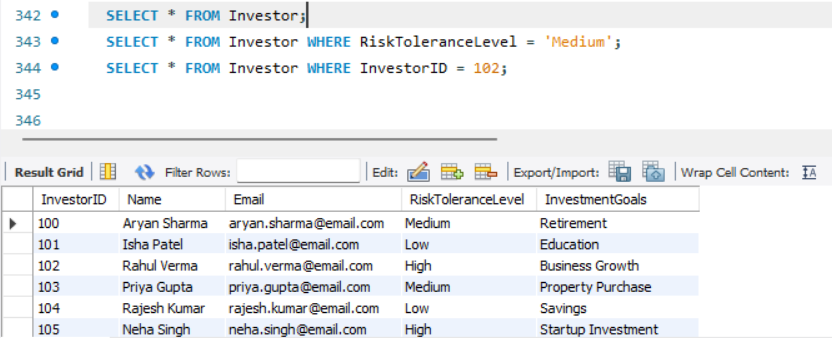 342 SELECT * FROM Investor;
343 SELECT * FROM Investor WHERE RiskToleranceLevel = 'Medium';
344 SELECT * FROM Investor WHERE InvestorID = 102;
345
346
Result Grid Filter Rows: Edit: Export/Import: Wrap Cell Content: IA
InvestorID Name Email RiskToleranceLevel InvestmentGoals
100 Aryan Sharma aryan.sharma@email.com Medium Retirement
101 Isha Patel isha.patel@email.com Low Education
102 Rahul Verma rahul.verma@email.com High Business Growth
103 Priya Gupta priya.gupta@email.com Medium Property Purchase
104 Rajesh Kumar rajesh.kumar@email.com Low Savings
105 Neha Singh neha.singh@email.com High Startup Investment